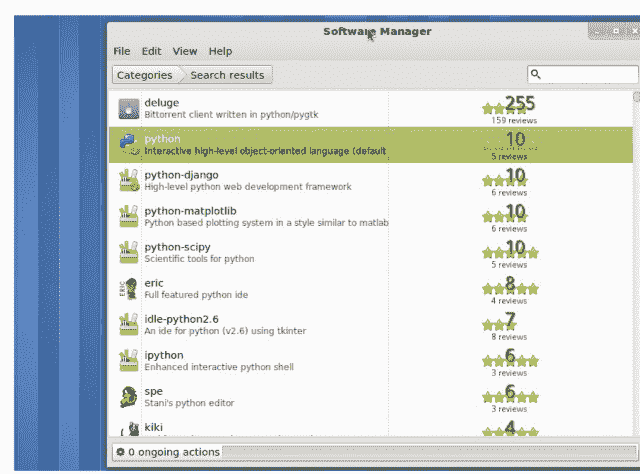 Software Manager
File Edit View Help
Categories Search results
deluge
Bittorrent client written in python/pygtk
255
159 reviews
python
Interactive high-level object-oriented language (default
10
5 reviews
python-django
High-level python web development framework
10
6 reviews
python-matplotlib
Python based plotting system in a style similar to matlab
10
6 reviews
python-scipy
Scientific tools for python
10
5 reviews
eric
Full featured python ide
8
4 reviews
idle-python2.6
An ide for python (v2.6) using tkinter
7
8 reviews
ipython
Enhanced interactive python shell
6
3 reviews
spe
Stani's python editor
6
3 reviews
kiki
4
0 ongoing actions